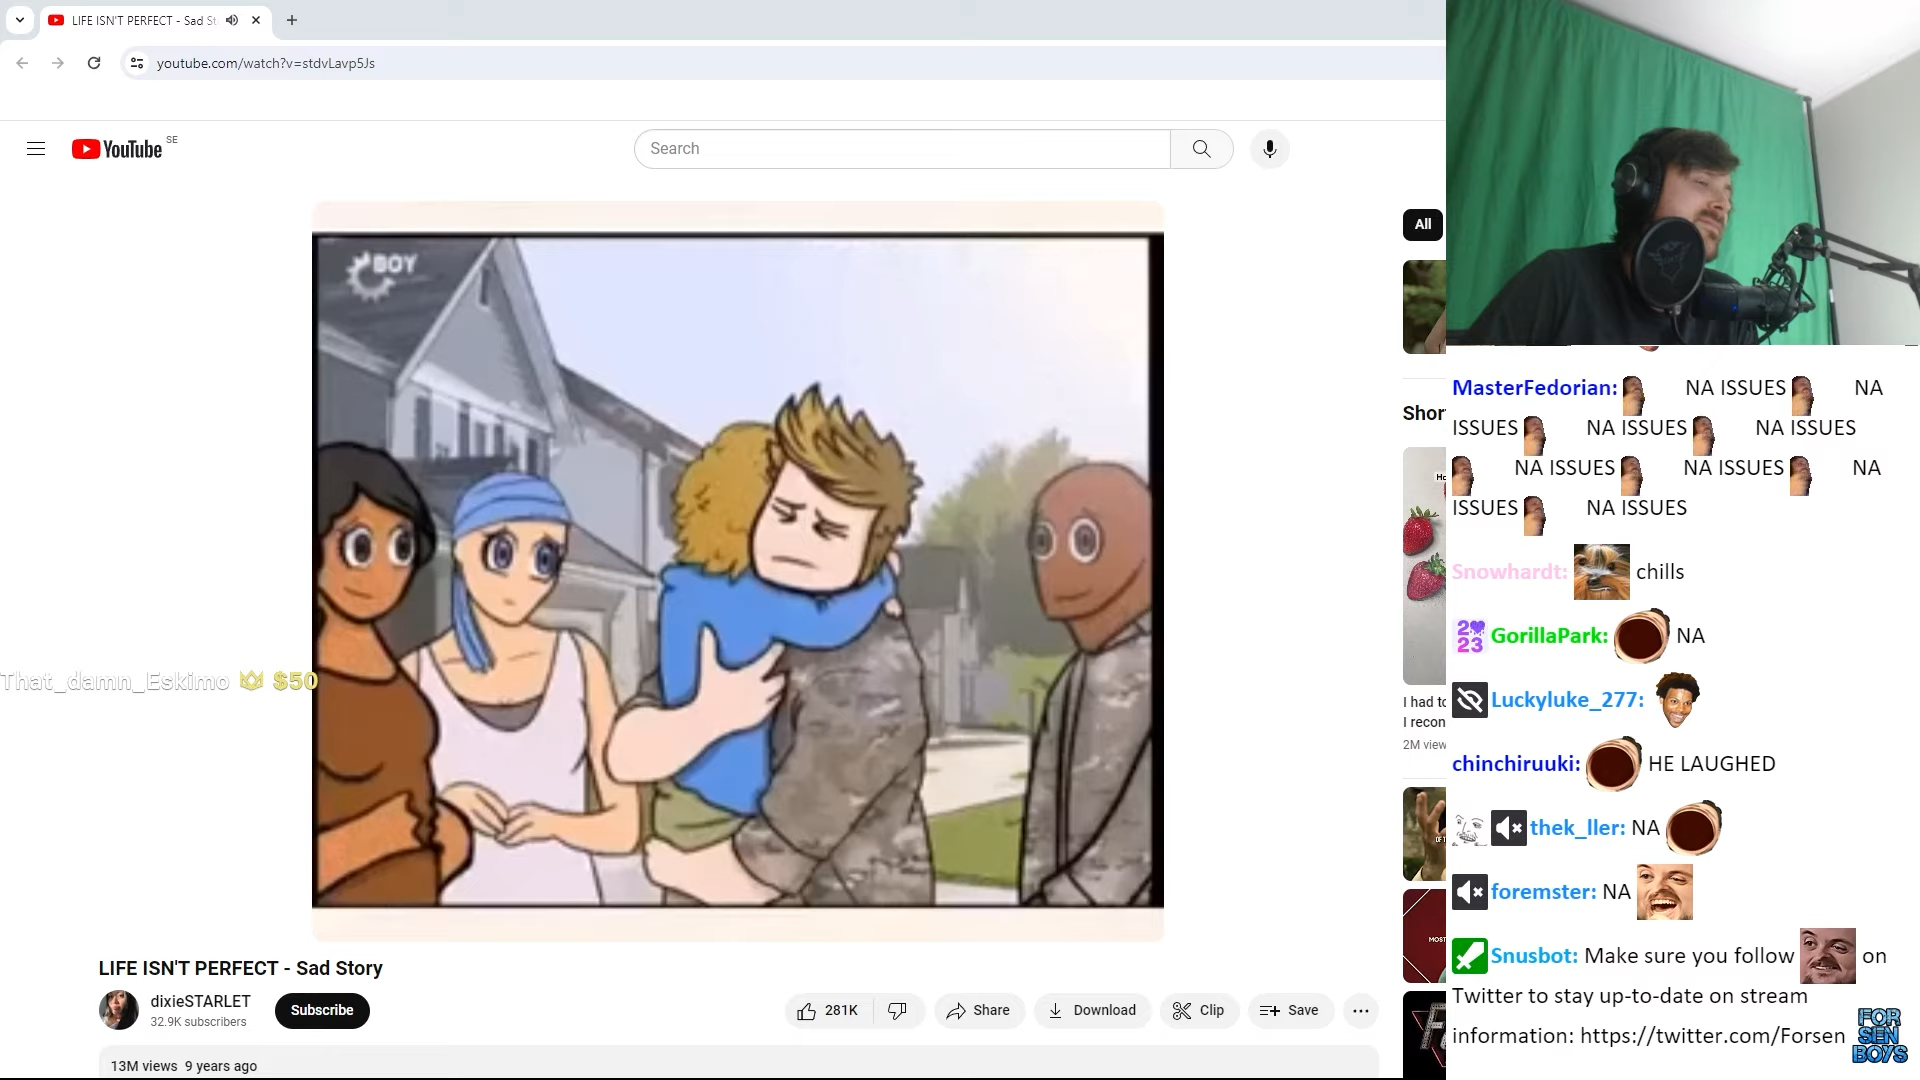 LIFE ISN'T PERFECT - Sad St
youtube.com/watch?v=stdvLavp5Js
YouTube SE
Search
BOY
All
Shor
I had to
I recon
2M view
That_damn_Eskimo $50
LIFE ISN'T PERFECT - Sad Story
dixieSTARLET
32.9K subscribers
Subscribe
281K
Share
Download
Clip
Save
13M views 9 years ago
MasterFedorian: NA ISSUES NA
ISSUES NA ISSUES NA ISSUES
NA ISSUES NA ISSUES NA
ISSUES NA ISSUES
Snowhardt: chills
2023 GorillaPark: NA
Luckyluke_277:
chinchiruuki: HE LAUGHED
thek_ller: NA
foremster: NA
Snusbot: Make sure you follow on
Twitter to stay up-to-date on stream
information: https://twitter.com/Forsen
FOR
SEN
BOYS